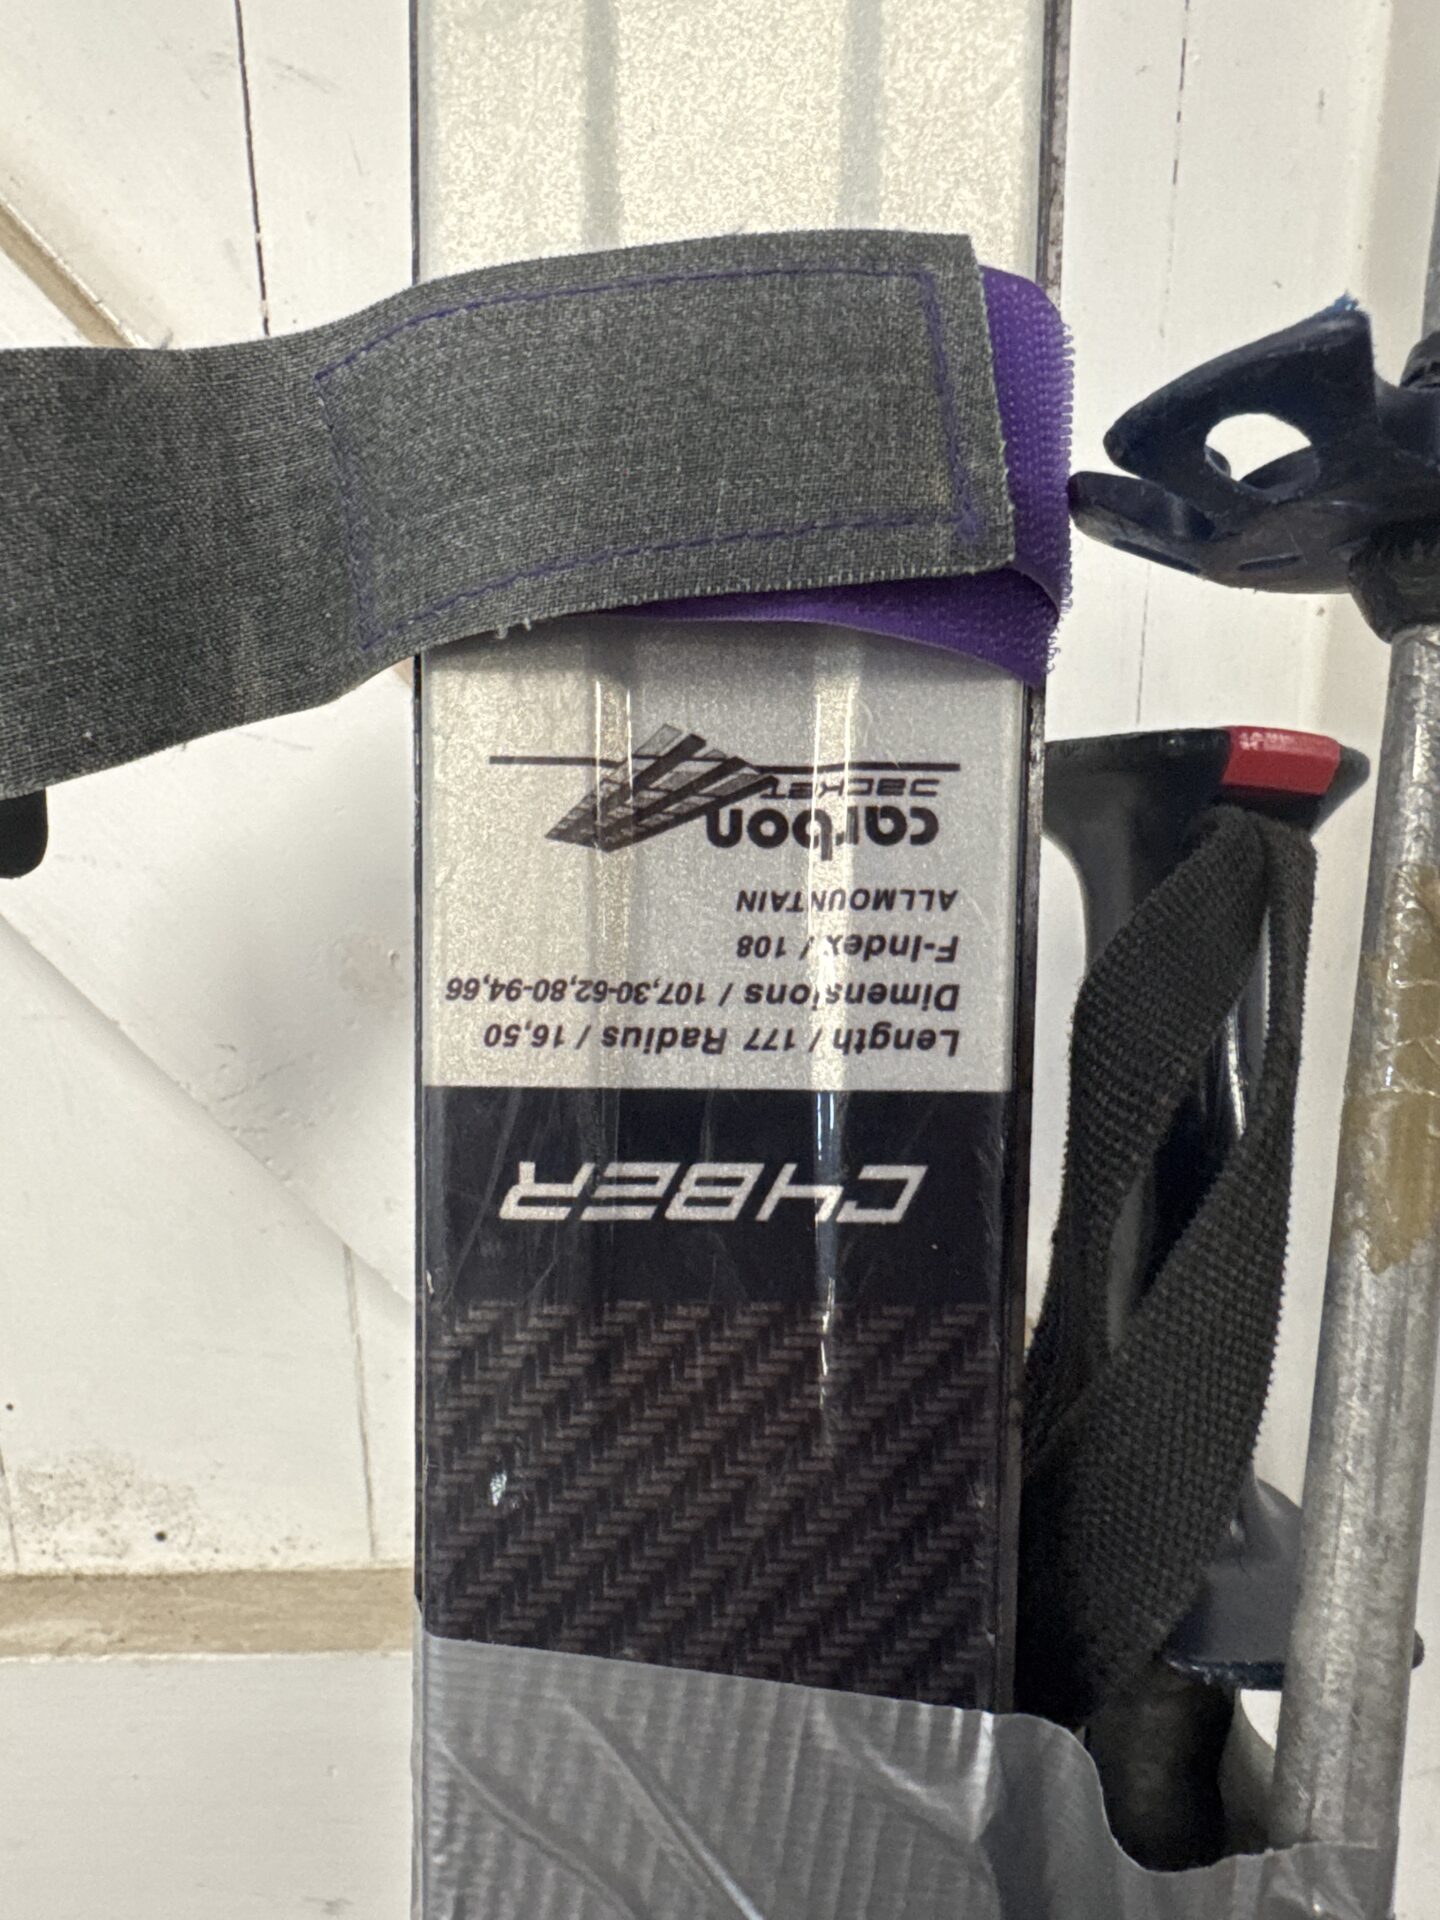 CYBER
Length / 177 Radius / 16,50
Dimensions / 107,30-62,80-94,66
F-Index / 108
ALLMOUNTAIN
carbon
JACKET